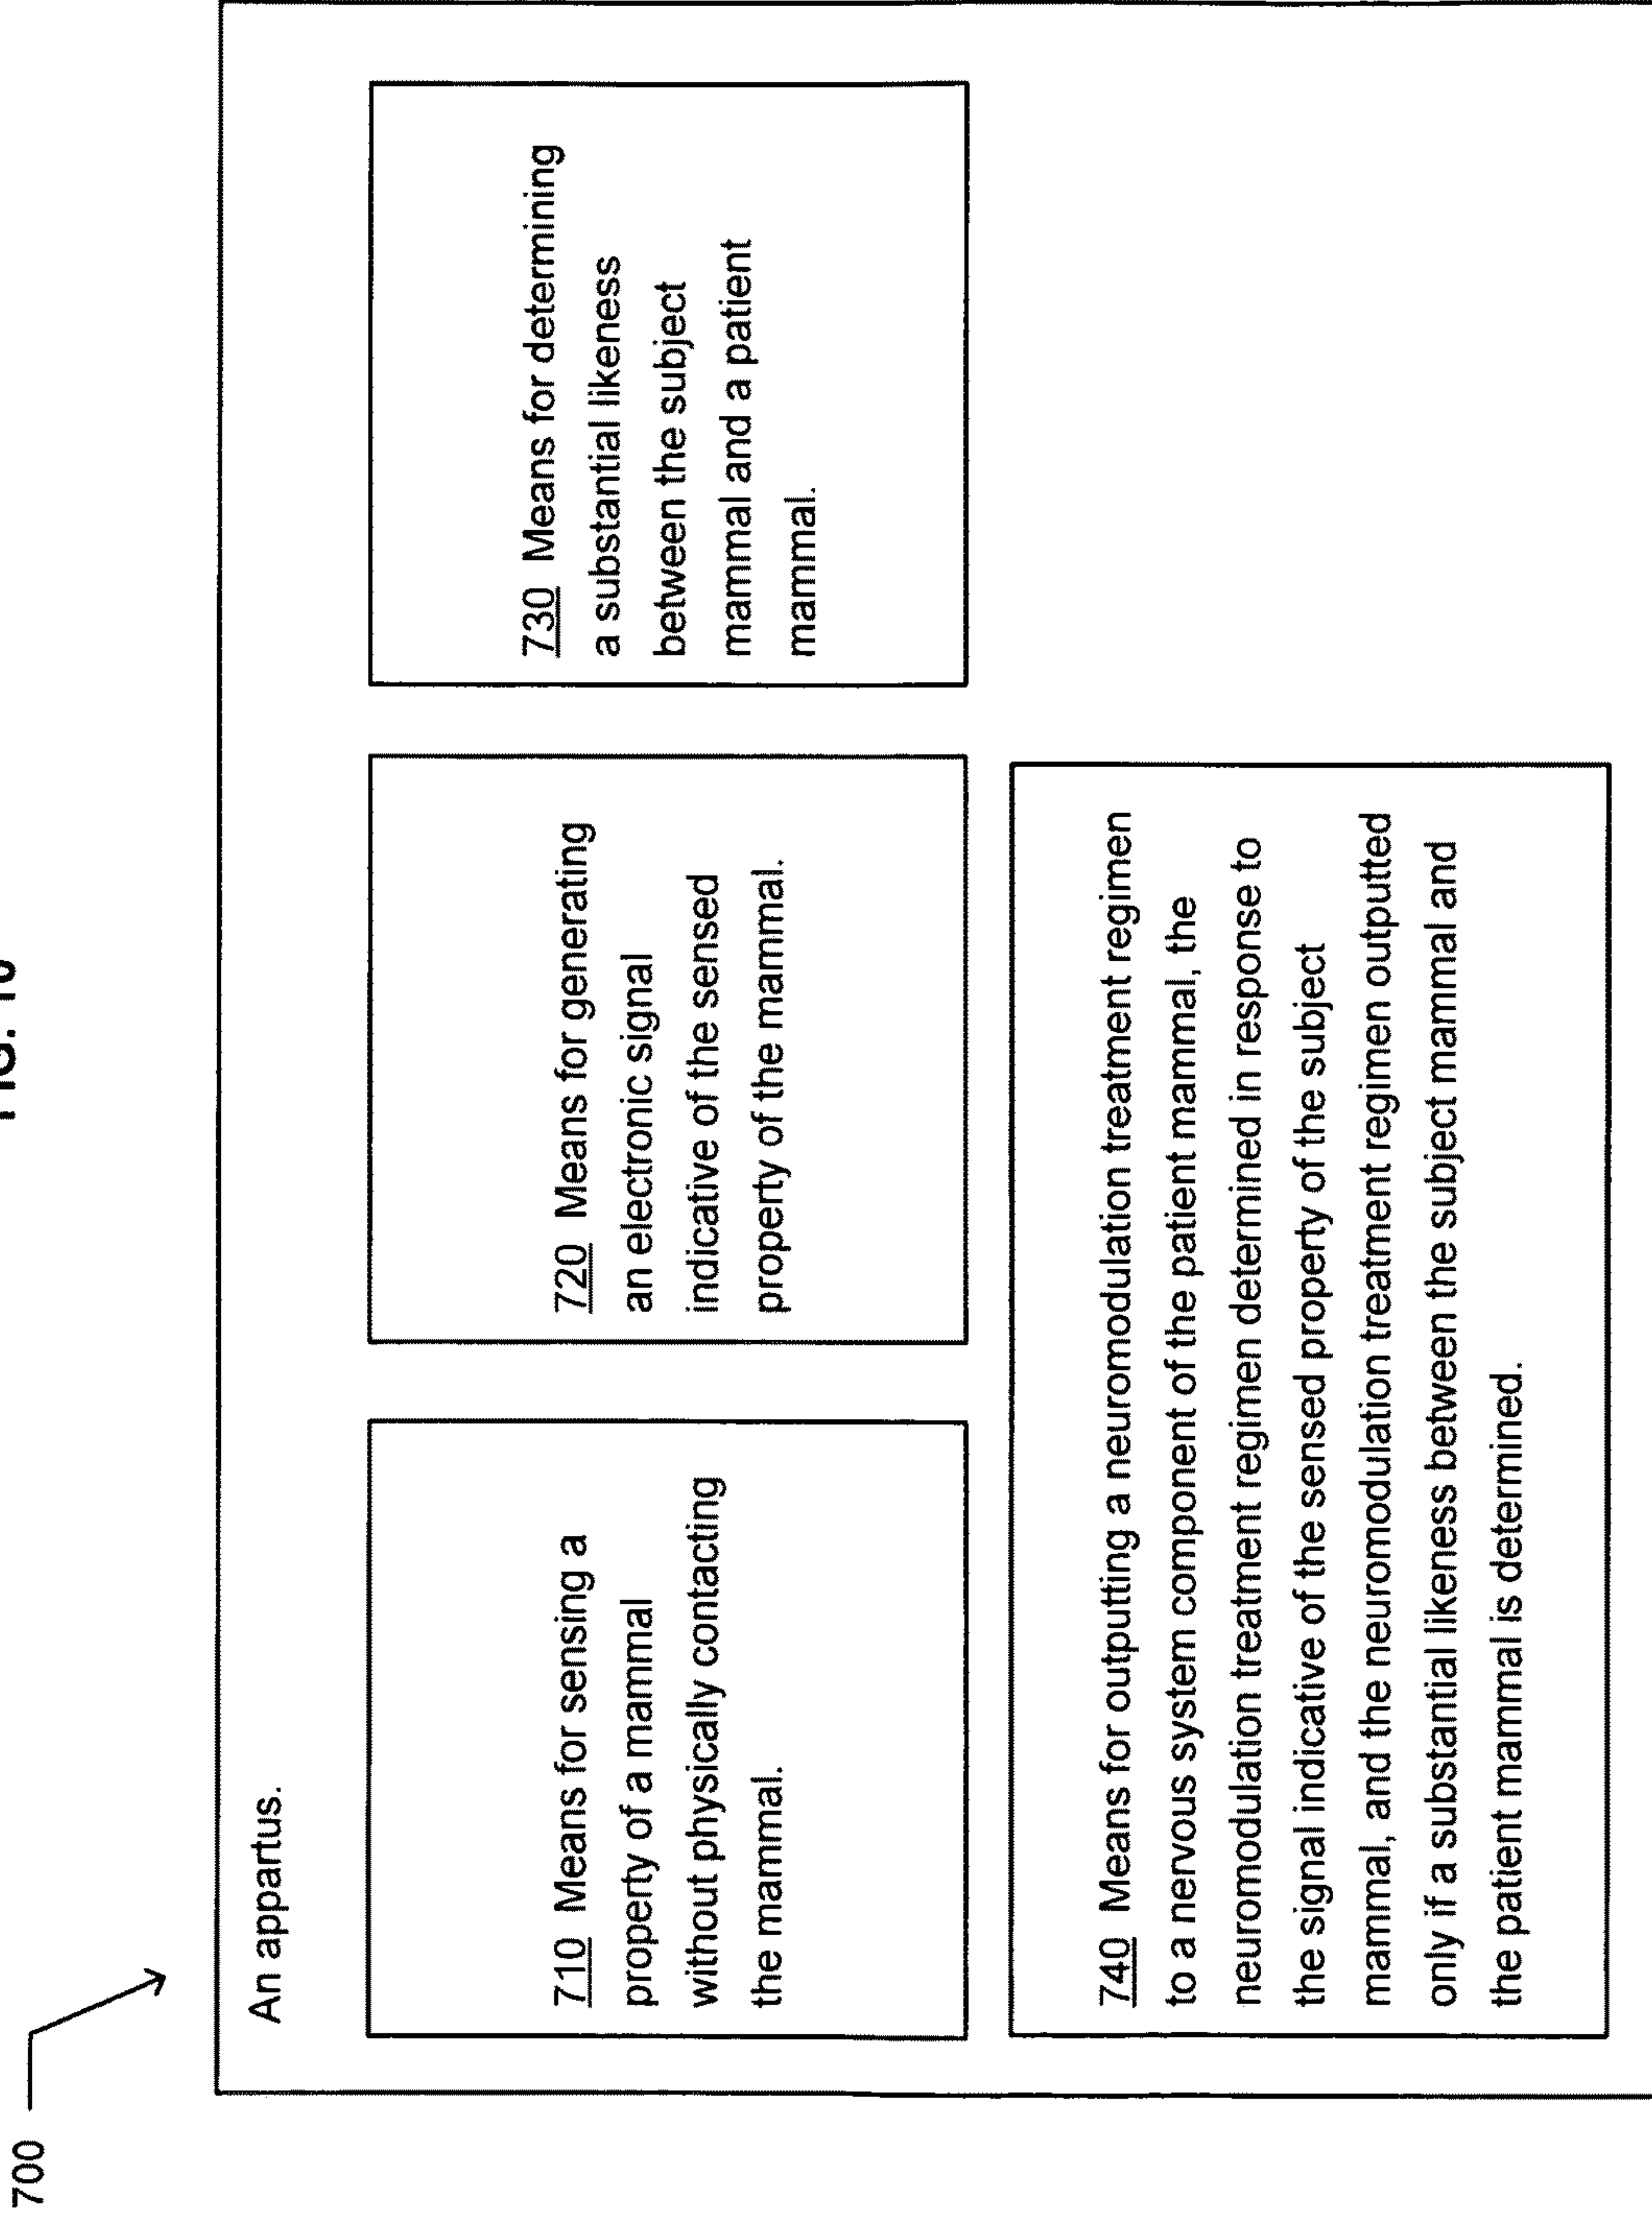 FIG.
700
An appartus.
710 Means for sensing a
property of a mammal
without physically contacting
the mammal.
720 Means for generating
an electronic signal
indicative of the sensed
property of the mammal.
730 Means for determining
a substantial likeness
between the subject
mammal and a patient
mammal.
740 Means for outputting a neuromodulation treatment regimen
to a nervous system component of the patient mammal, the
neuromodulation treatment regimen determined in response to
the signal indicative of the sensed property of the subject
mammal, and the neuromodulation treatment regimen outputted
only if a substantial likeness between the subject mammal and
the patient mammal is determined.